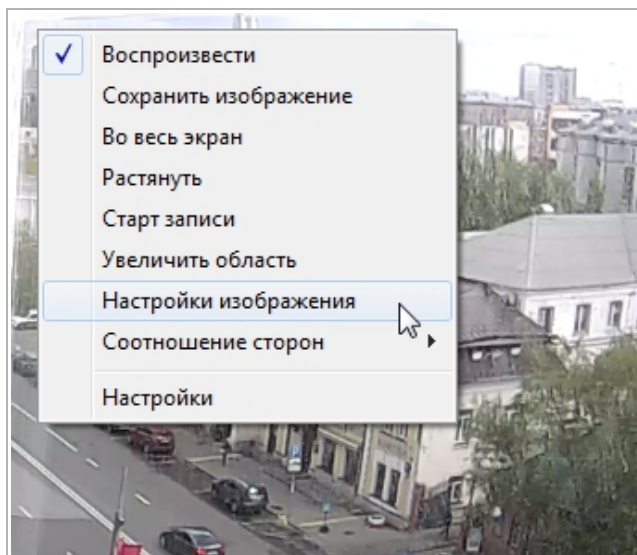 Воспроизвести
Сохранить изображение
Во весь экран
Растянуть
Старт записи
Увеличить область
Настройки изображения
Соотношение сторон
Настройки